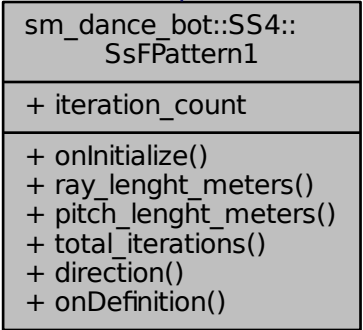 sm_dance_bot::SS4::
SsFPattern1
+ iteration_count
+ onInitialize()
+ ray_lenght_meters()
+ pitch_lenght_meters()
+ total_iterations()
+ direction()
+ onDefinition()